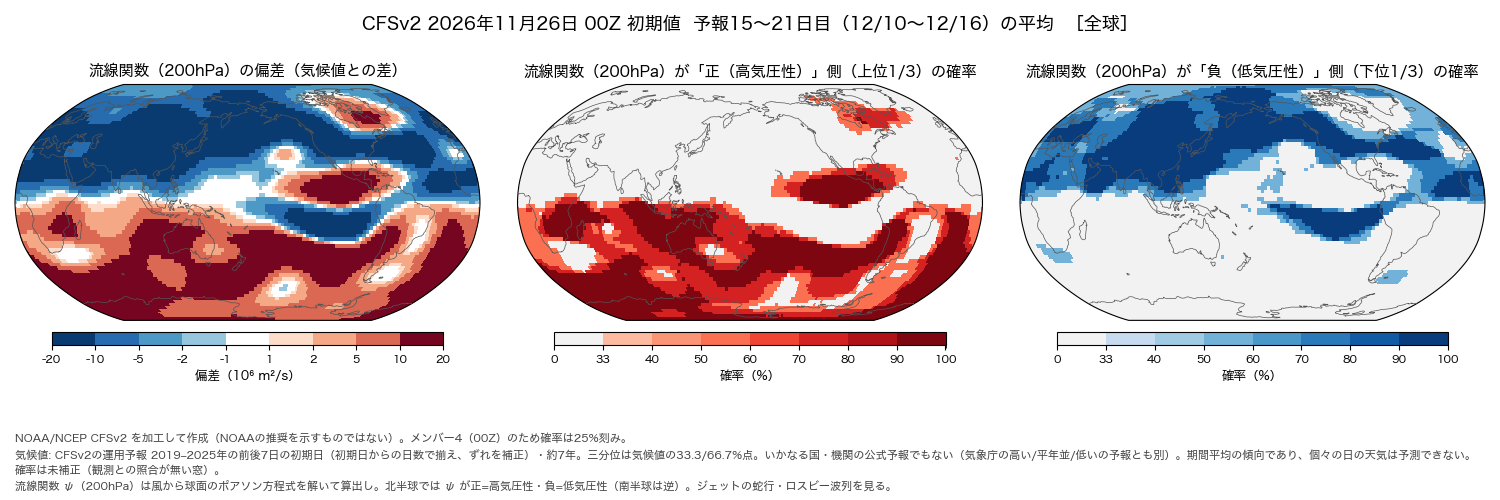 CFSv2 2026年11月26日 00Z 初期値 予報15～21日目（12/10～12/16）の平均 ［全球］
流線関数（200hPa）の偏差（気候値との差）
流線関数（200hPa）が「正（高気圧性）」側（上位1/3）の確率
流線関数（200hPa）が「負（低気圧性）」側（下位1/3）の確率
-20 -10 -5 -2 -1 1 2 5 10 20
偏差（10⁶ m²/s）
0 33 40 50 60 70 80 90 100
確率（%）
0 33 40 50 60 70 80 90 100
確率（%）
NOAA/NCEP CFSv2 を加工して作成（NOAAの推奨を示すものではない）。メンバー4（00Z）のため確率は25%刻み。
気候値: CFSv2の運用予報 2019–2025年の前後7日の初期日（初期日からの日数で揃え、ずれを補正）・約7年。三分位は気候値の33.3/66.7%点。いかなる国・機関の公式予報でもない（気象庁の高い/平年並/低いの予報とも別）。期間平均の傾向であり、個々の日の天気は予測できない。
確率は未補正（観測との照合が無い窓）。
流線関数 ψ（200hPa）は風から球面のポアソン方程式を解いて算出し。北半球では ψ が正=高気圧性・負=低気圧性（南半球は逆）。ジェットの蛇行・ロスビー波列を見る。